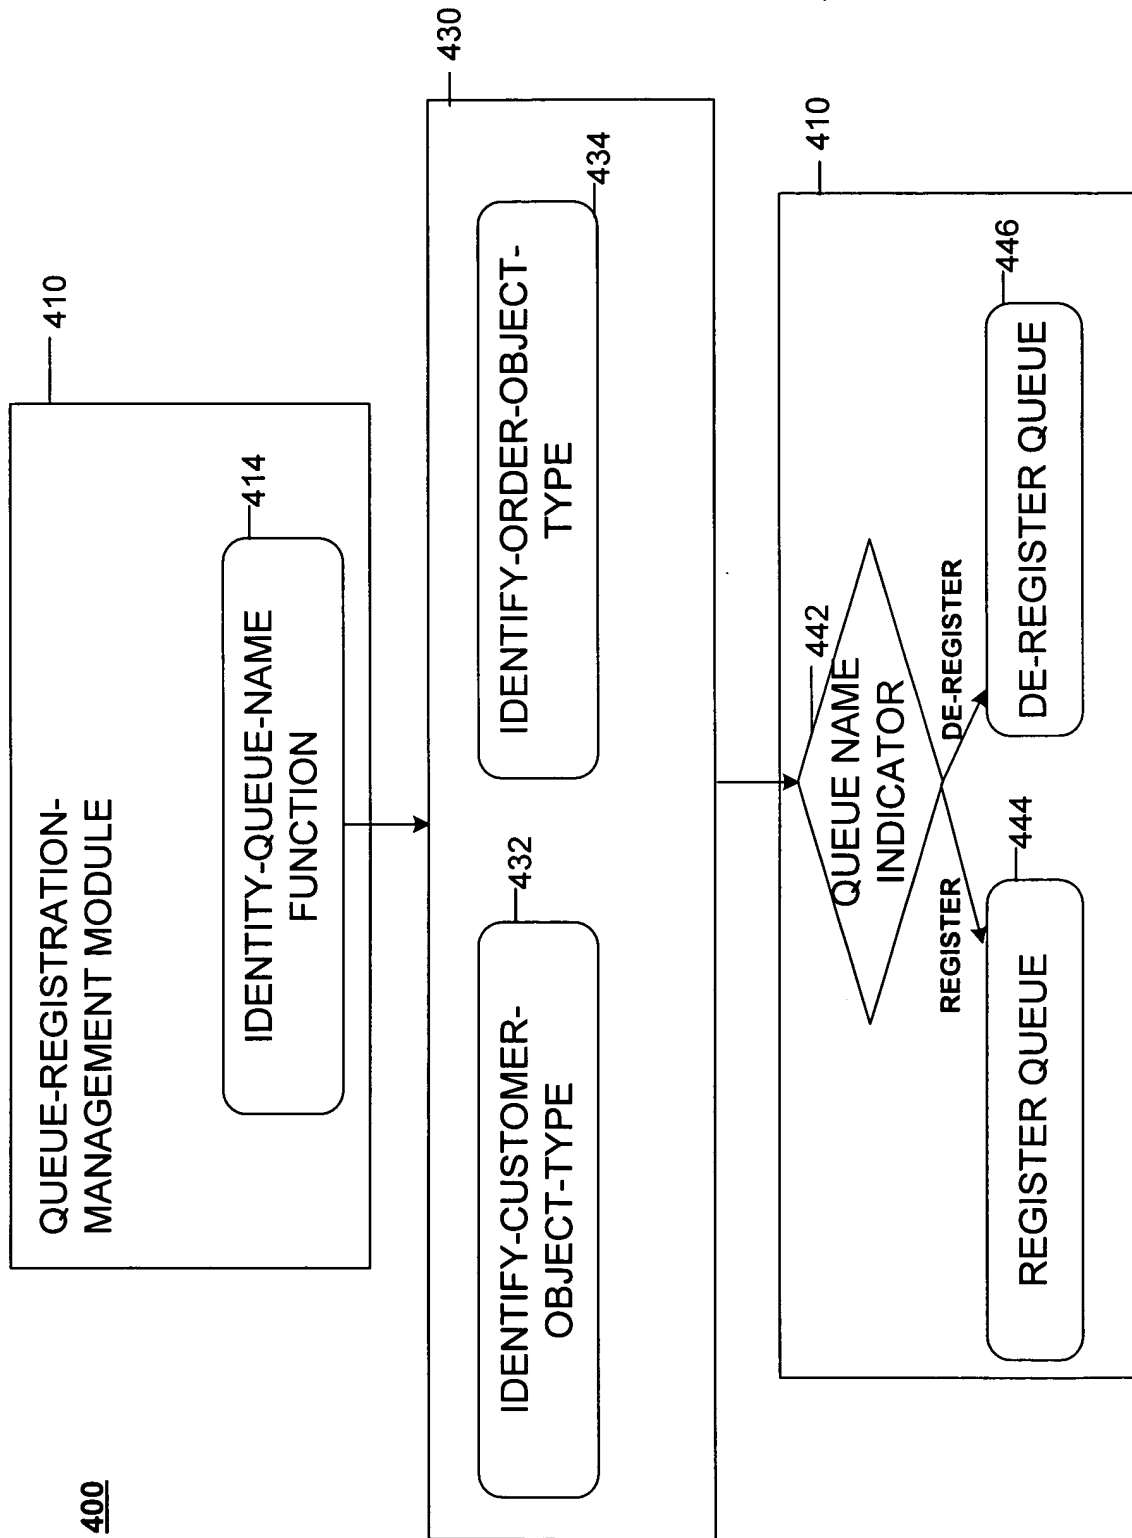 400
410
QUEUE-REGISTRATION-
MANAGEMENT MODULE
414
IDENTITY-QUEUE-NAME
FUNCTION
430
432
IDENTIFY-CUSTOMER-
OBJECT-TYPE
434
IDENTIFY-ORDER-OBJECT-
TYPE
410
442
QUEUE NAME
INDICATOR
REGISTER
DE-REGISTER
444
REGISTER QUEUE
446
DE-REGISTER QUEUE